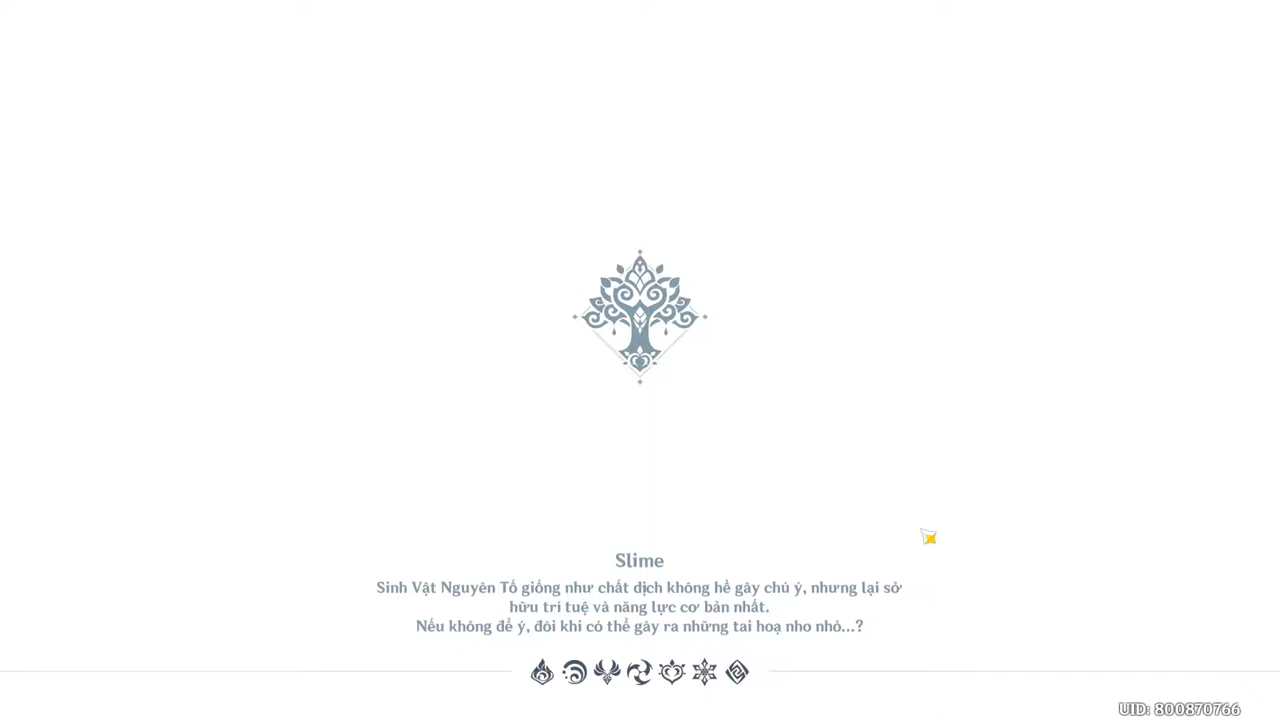 Slime
Sinh Vật Nguyên Tố giống như chất dịch không hề gây chú ý, nhưng lại sở
hữu trí tuệ và năng lực cơ bản nhất.
Nếu không để ý, đôi khi có thể gây ra những tai hoạ nho nhỏ...?
UID: 800870766